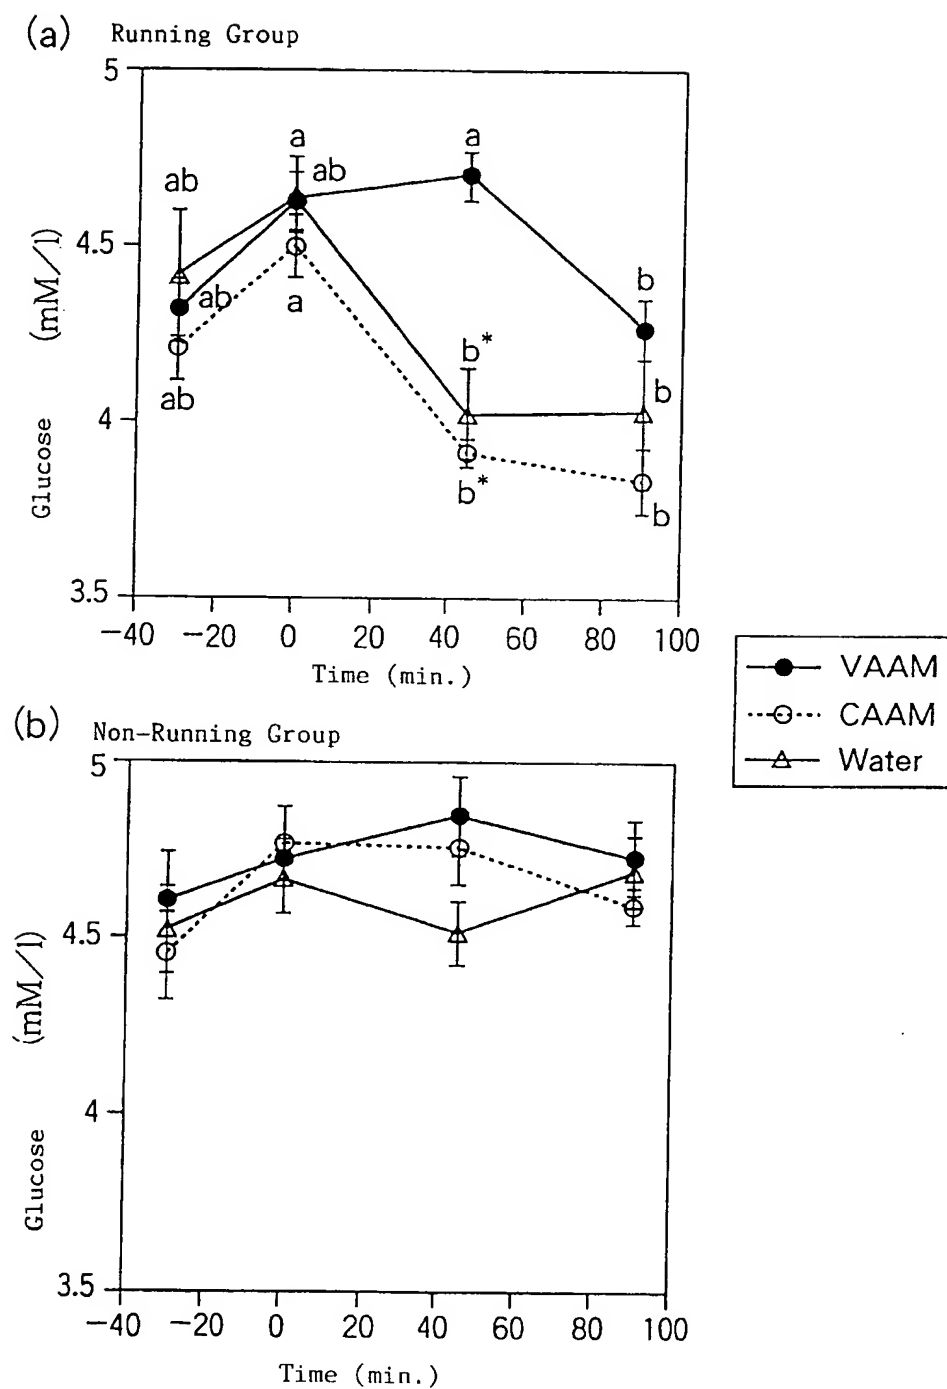 (a) Running Group
5
a
a
ab
ab
4.5
b
ab
a
b*
b
ab
4
b*
b
3.5
Glucose (mM/l)
−40 −20 0 20 40 60 80 100
Time (min.)
VAAM
CAAM
Water
(b) Non-Running Group
5
4.5
4
3.5
Glucose (mM/l)
−40 −20 0 20 40 60 80 100
Time (min.)